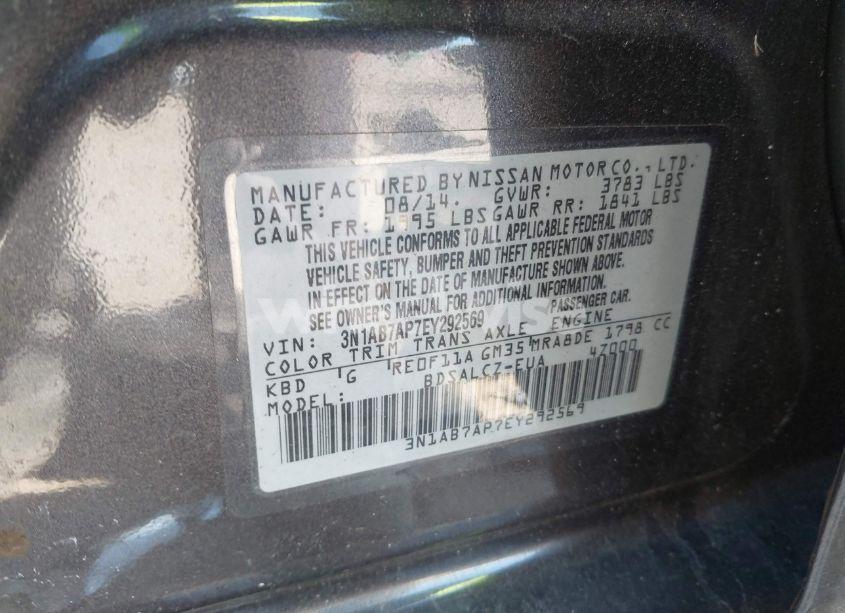 MANUFACTURED BY NISSAN MOTOR CO., LTD.
DATE: 08/14. GVWR: 3783 LBS
GAWR FR: 1995 LBS GAWR RR: 1841 LBS
THIS VEHICLE CONFORMS TO ALL APPLICABLE FEDERAL MOTOR
VEHICLE SAFETY, BUMPER AND THEFT PREVENTION STANDARDS
IN EFFECT ON THE DATE OF MANUFACTURE SHOWN ABOVE.
SEE OWNER'S MANUAL FOR ADDITIONAL INFORMATION.
VIN: 3N1AB7AP7EY292569 /PASSENGER CAR.
COLOR TRIM TRANS AXLE ENGINE
KBD G RE0F11A GM35 MRA8DE 1798 CC
MODEL: BDSALCZ-EUA 4Z000
3N1AB7AP7EY292569